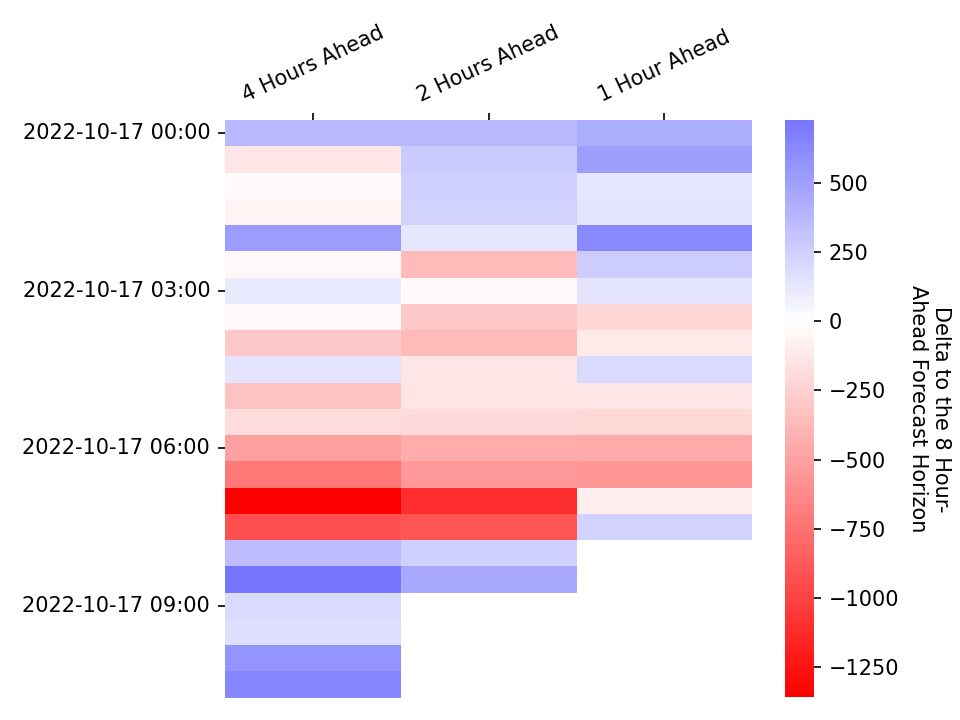 4 Hours Ahead
2 Hours Ahead
1 Hour Ahead
2022-10-17 00:00
2022-10-17 03:00
2022-10-17 06:00
2022-10-17 09:00
500
250
0
−250
−500
−750
−1000
−1250
Delta to the 8 Hour-
Ahead Forecast Horizon